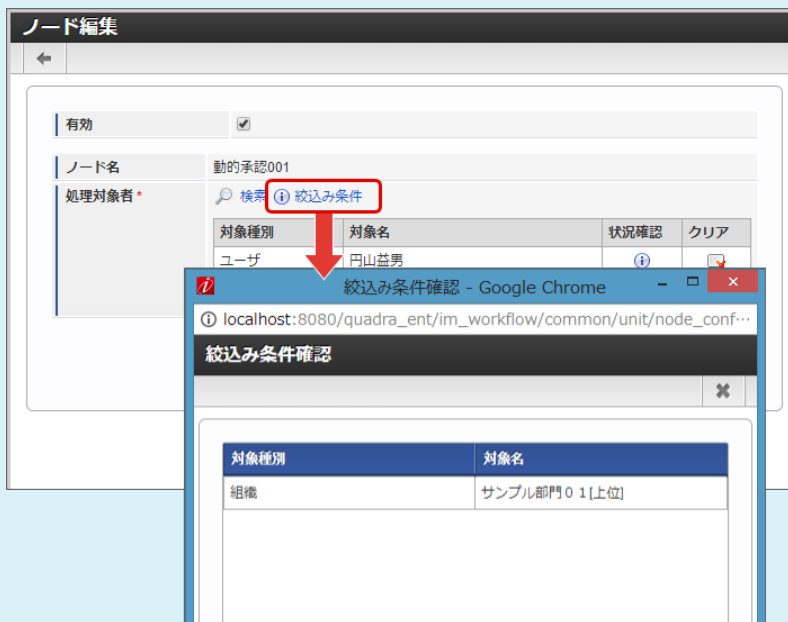 ノード編集
有効
ノード名 動的承認001
処理対象者* 検索 絞込み条件
対象種別 対象名 状況確認 クリア
ユーザ 円山益男
絞込み条件確認 - Google Chrome
localhost:8080/quadra_ent/im_workflow/common/unit/node_conf…
絞込み条件確認
対象種別 対象名
組織 サンプル部門01[上位]